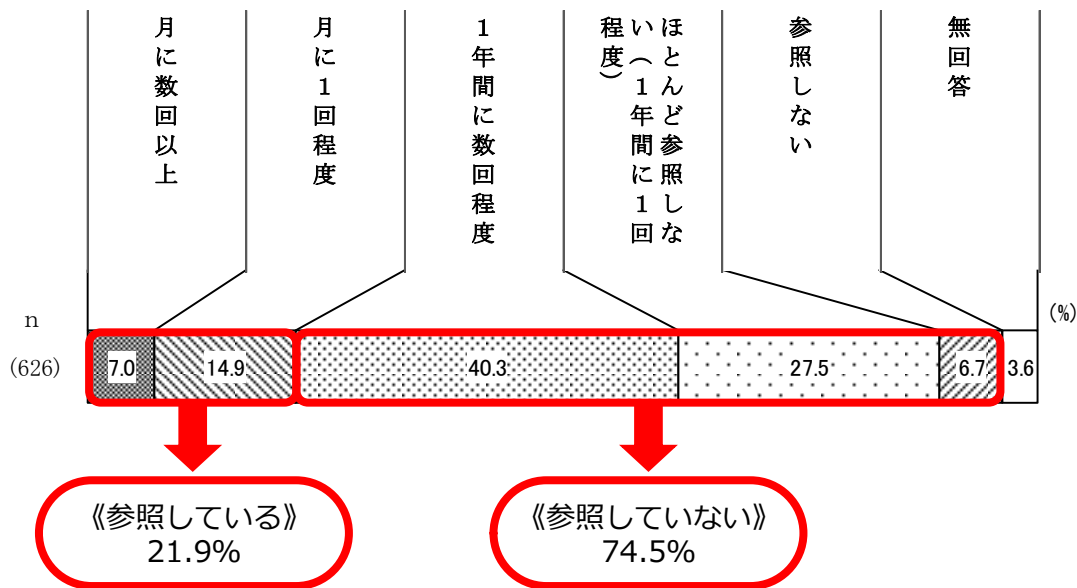 月に数回以上
月に１回程度
１年間に数回程度
ほとんど参照しな
い（１年間に１回
程度）
参照しない
無回答
n
(%)
(626)
7.0
14.9
40.3
27.5
6.7
3.6
《参照している》
21.9%
《参照していない》
74.5%